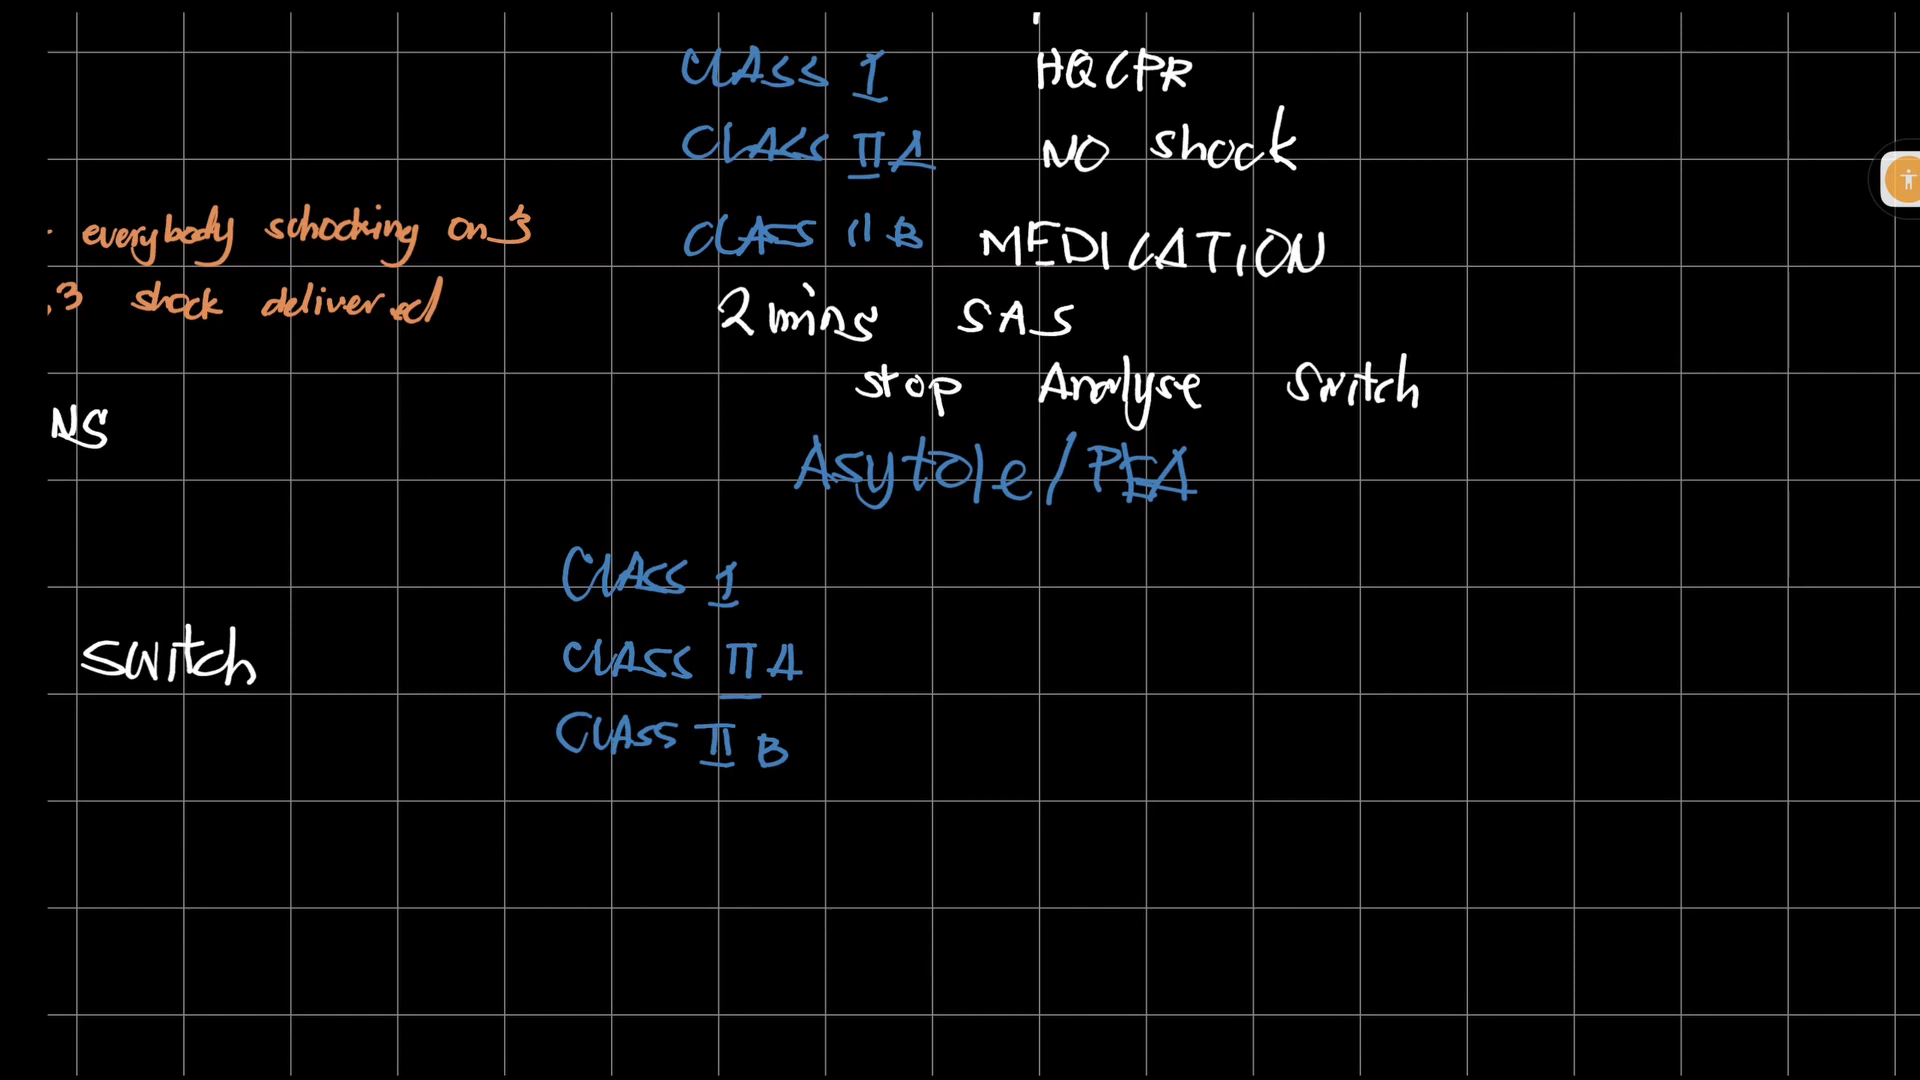 CLASS I HQCPR
CLASS II A NO shock
. everybody schocking on 3 CLASS II B MEDICATION
.3 shock delivered 2 mins SAS
stop Analyse Switch
NS
Asytole / PEA
CLASS I
switch CLASS II A
CLASS II B